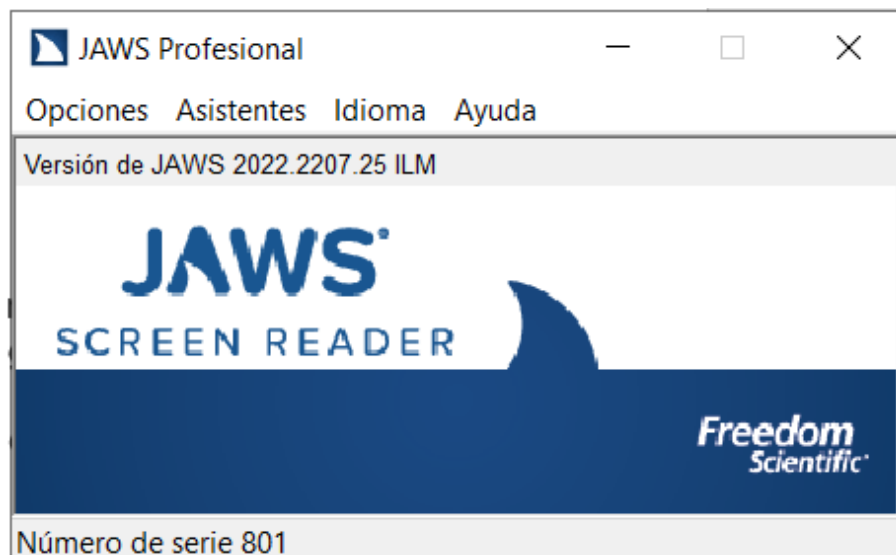 JAWS Profesional
Opciones Asistentes Idioma Ayuda
Versión de JAWS 2022.2207.25 ILM
JAWS®
SCREEN READER
Freedom
Scientific
Número de serie 801